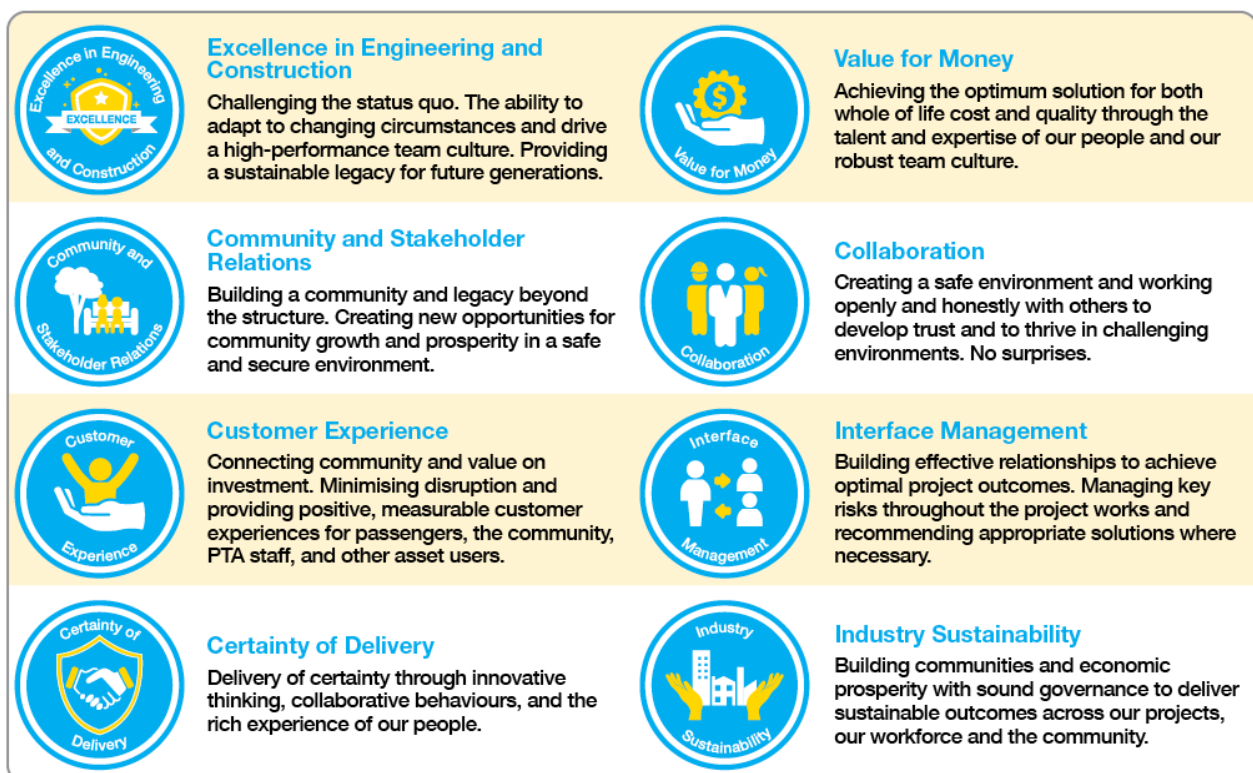 Excellence in Engineering
EXCELLENCE
and Construction
Excellence in Engineering and
Construction
Challenging the status quo. The ability to
adapt to changing circumstances and drive
a high-performance team culture. Providing
a sustainable legacy for future generations.
$
Value for Money
Value for Money
Achieving the optimum solution for both
whole of life cost and quality through the
talent and expertise of our people and our
robust team culture.
Community and
Stakeholder Relations
Community and Stakeholder
Relations
Building a community and legacy beyond
the structure. Creating new opportunities for
community growth and prosperity in a safe
and secure environment.
Collaboration
Collaboration
Creating a safe environment and working
openly and honestly with others to
develop trust and to thrive in challenging
environments. No surprises.
Customer
Experience
Customer Experience
Connecting community and value on
investment. Minimising disruption and
providing positive, measurable customer
experiences for passengers, the community,
PTA staff, and other asset users.
Interface
Management
Interface Management
Building effective relationships to achieve
optimal project outcomes. Managing key
risks throughout the project works and
recommending appropriate solutions where
necessary.
Certainty of
Delivery
Certainty of Delivery
Delivery of certainty through innovative
thinking, collaborative behaviours, and the
rich experience of our people.
Industry
Sustainability
Industry Sustainability
Building communities and economic
prosperity with sound governance to deliver
sustainable outcomes across our projects,
our workforce and the community.